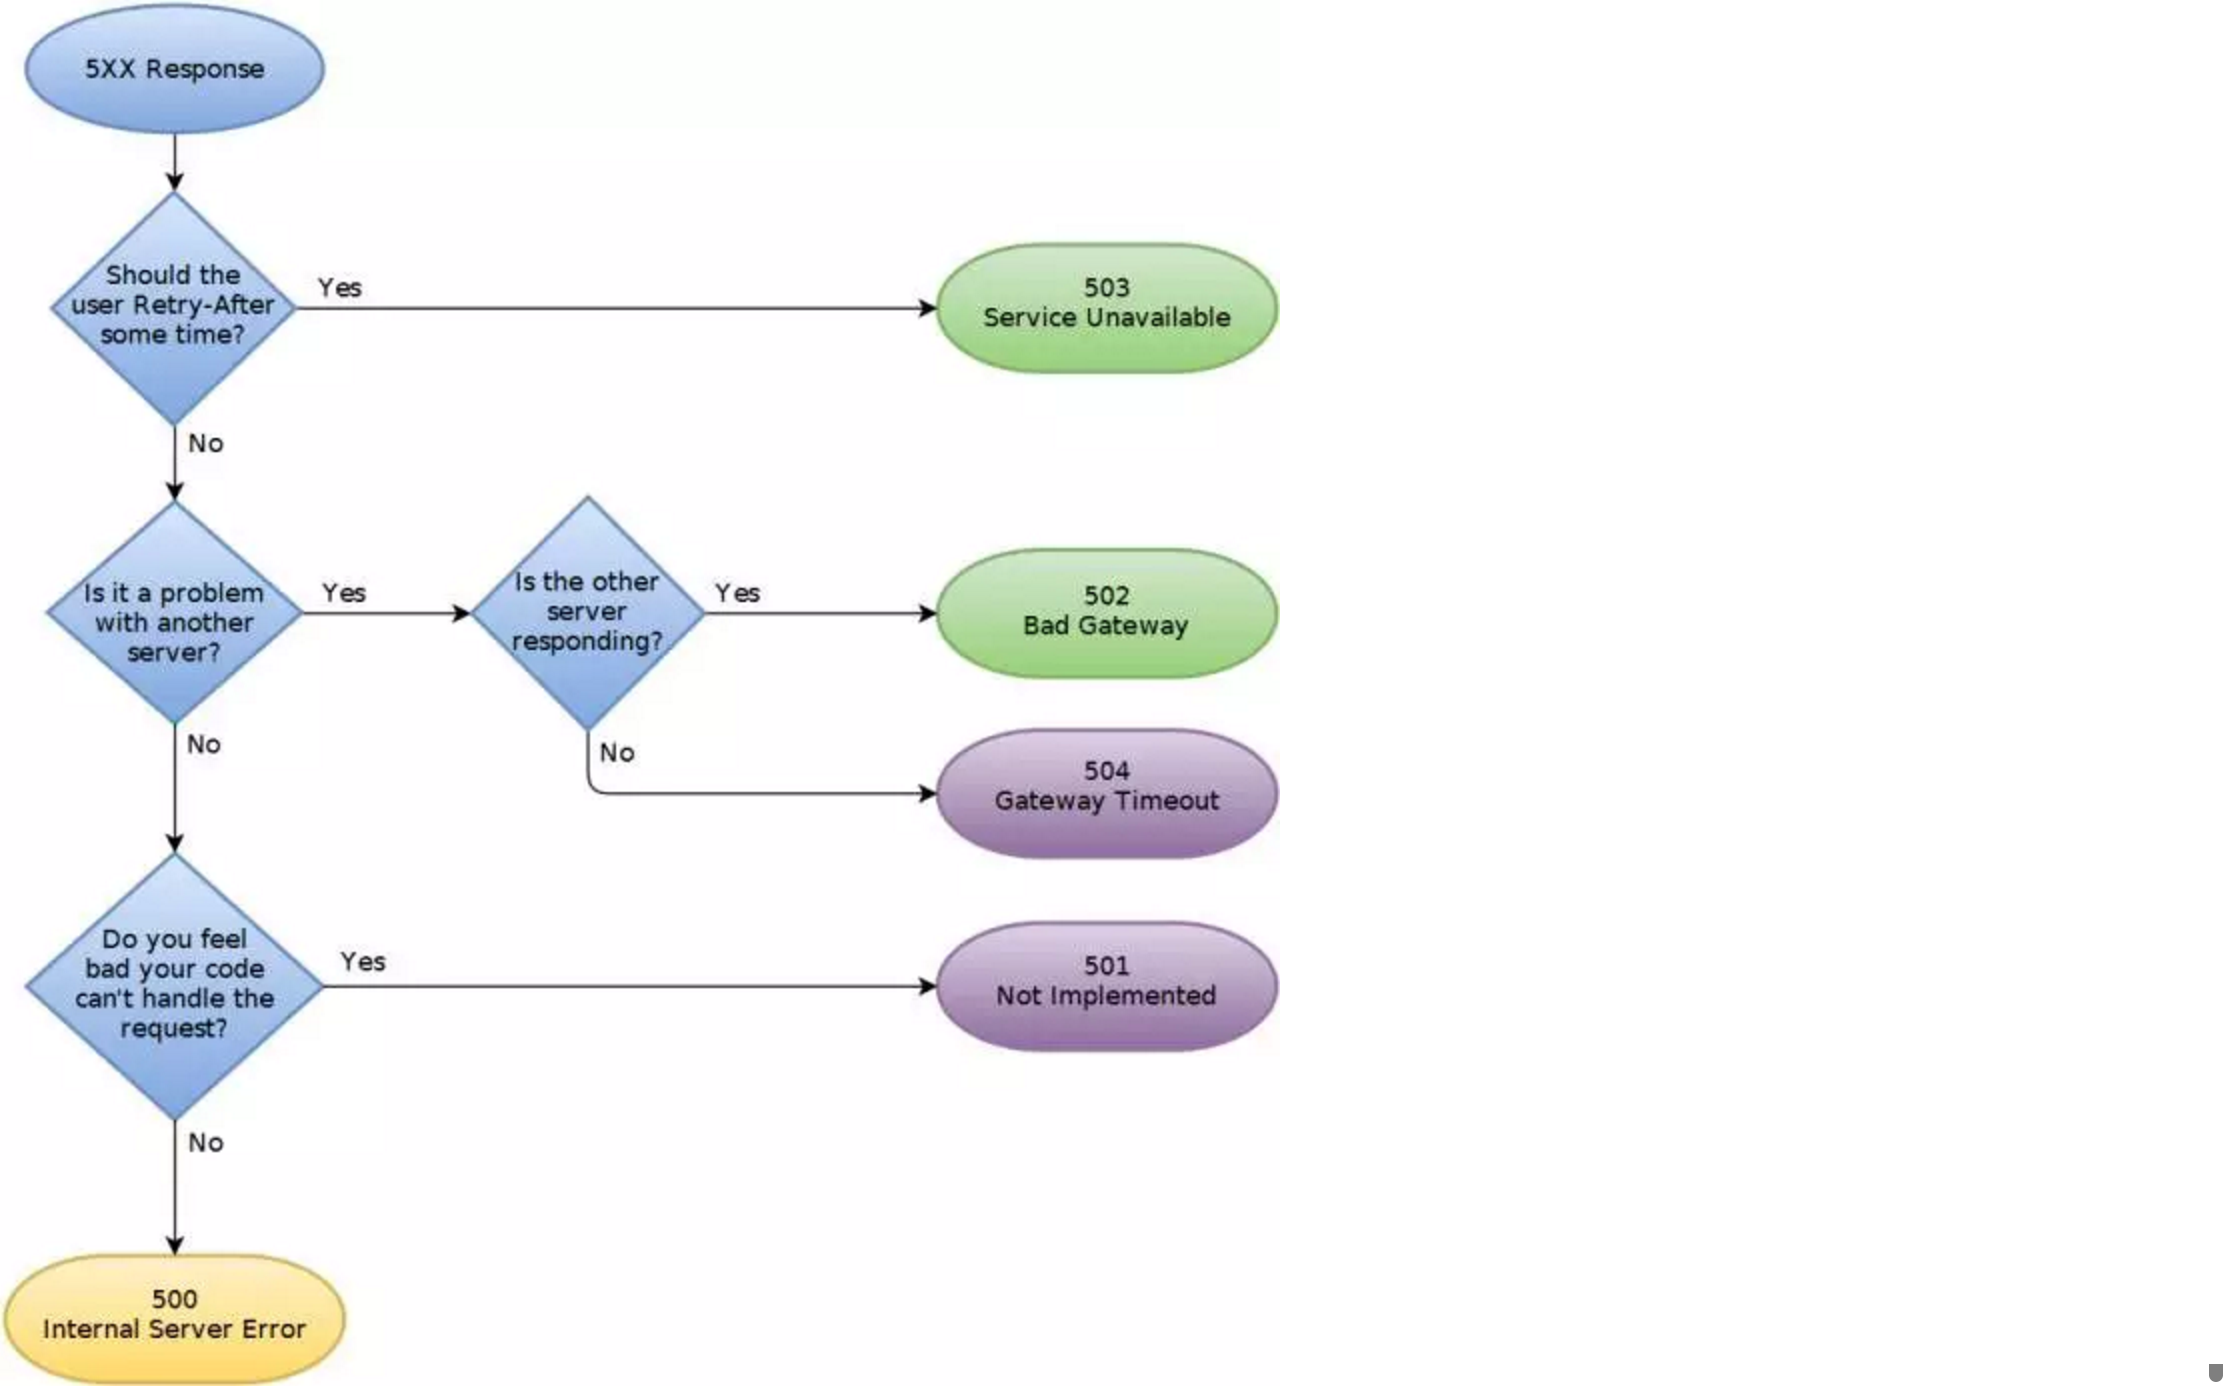 5XX Response
Should the
user Retry-After
some time?
Yes
503
Service Unavailable
No
Is it a problem
with another
server?
Yes
Is the other
server
responding?
Yes
502
Bad Gateway
No
504
Gateway Timeout
No
Do you feel
bad your code
can't handle the
request?
Yes
501
Not Implemented
No
500
Internal Server Error